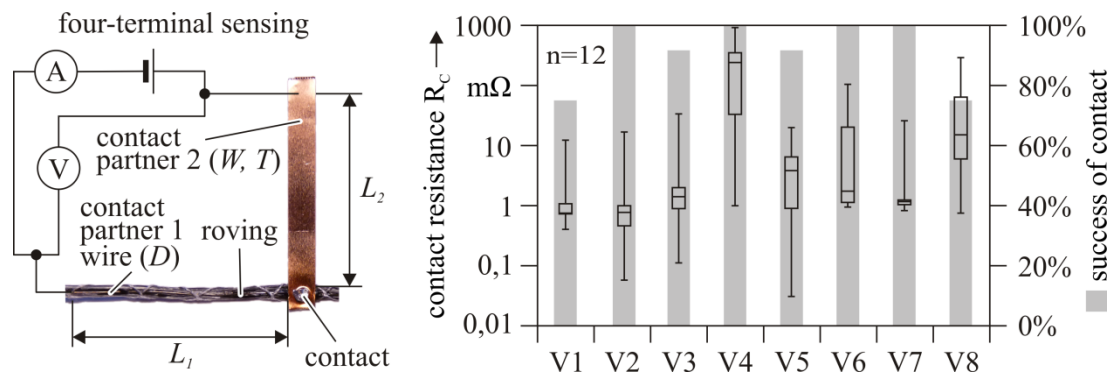 four-terminal sensing
A
V
contact
partner 2 (W, T)
L2
contact
partner 1
wire (D)
roving
L1
contact
contact resistance RC
1000
mΩ
10
1
0,1
0,01
n=12
V1 V2 V3 V4 V5 V6 V7 V8
100%
80%
60%
40%
20%
0%
success of contact